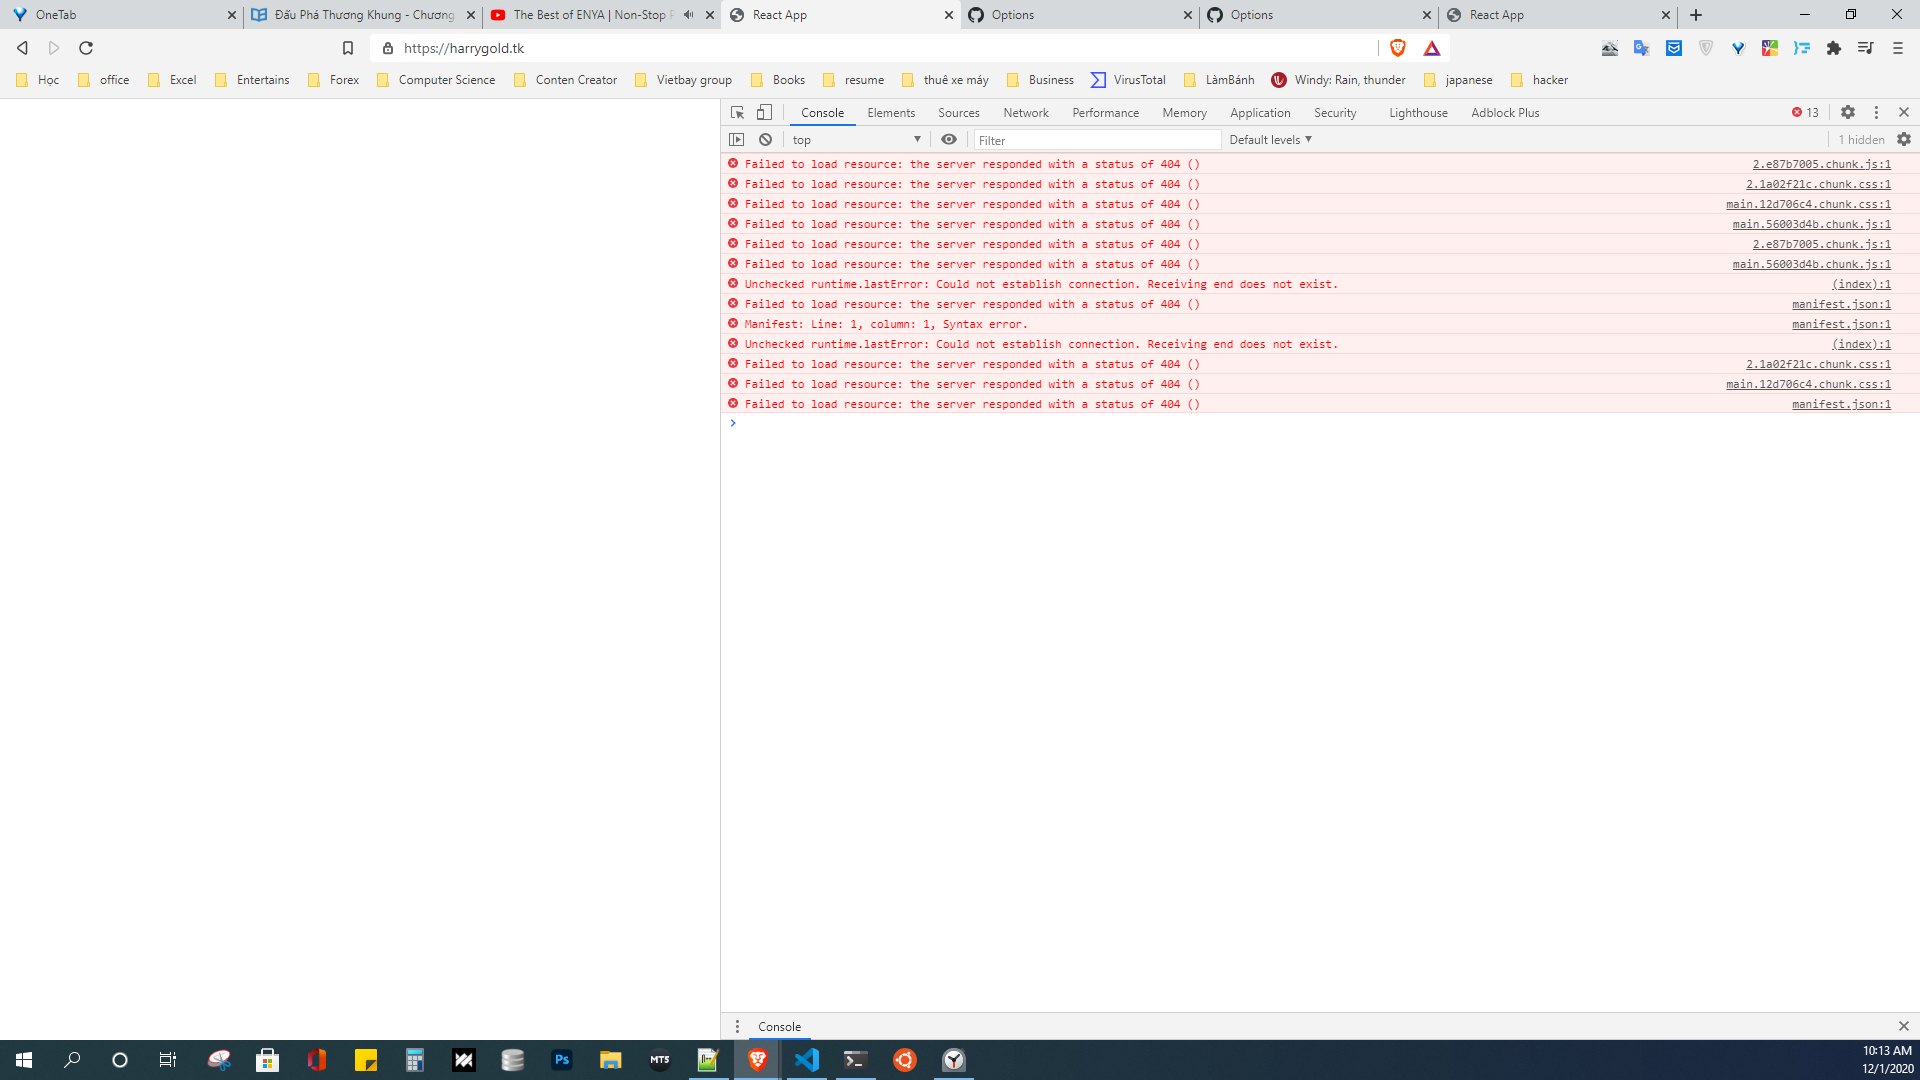 OneTab
Đấu Phá Thương Khung - Chương
The Best of ENYA | Non-Stop
React App
Options
Options
React App
https://harrygold.tk
Học
office
Excel
Entertains
Forex
Computer Science
Conten Creator
Vietbay group
Books
resume
thuê xe máy
Business
VirusTotal
LàmBánh
Windy: Rain, thunder
japanese
hacker
Console
Elements
Sources
Network
Performance
Memory
Application
Security
Lighthouse
Adblock Plus
13
top
Filter
Default levels
1 hidden
Failed to load resource: the server responded with a status of 404 () 2.e87b7005.chunk.js:1
Failed to load resource: the server responded with a status of 404 () 2.1a02f21c.chunk.css:1
Failed to load resource: the server responded with a status of 404 () main.12d706c4.chunk.css:1
Failed to load resource: the server responded with a status of 404 () main.56003d4b.chunk.js:1
Failed to load resource: the server responded with a status of 404 () 2.e87b7005.chunk.js:1
Failed to load resource: the server responded with a status of 404 () main.56003d4b.chunk.js:1
Unchecked runtime.lastError: Could not establish connection. Receiving end does not exist. (index):1
Failed to load resource: the server responded with a status of 404 () manifest.json:1
Manifest: Line: 1, column: 1, Syntax error. manifest.json:1
Unchecked runtime.lastError: Could not establish connection. Receiving end does not exist. (index):1
Failed to load resource: the server responded with a status of 404 () 2.1a02f21c.chunk.css:1
Failed to load resource: the server responded with a status of 404 () main.12d706c4.chunk.css:1
Failed to load resource: the server responded with a status of 404 () manifest.json:1
Console
Ps
MT5
10:13 AM
12/1/2020